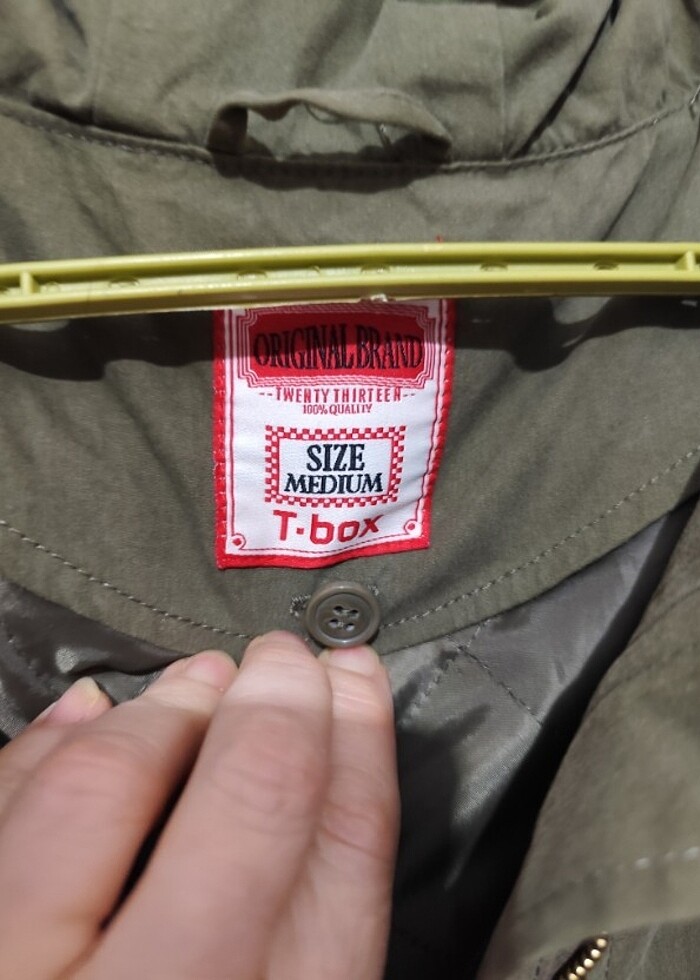 ORIGINAL BRAND
--TWENTY THIRTEEN--
100% QUALITY
SIZE
MEDIUM
T-box